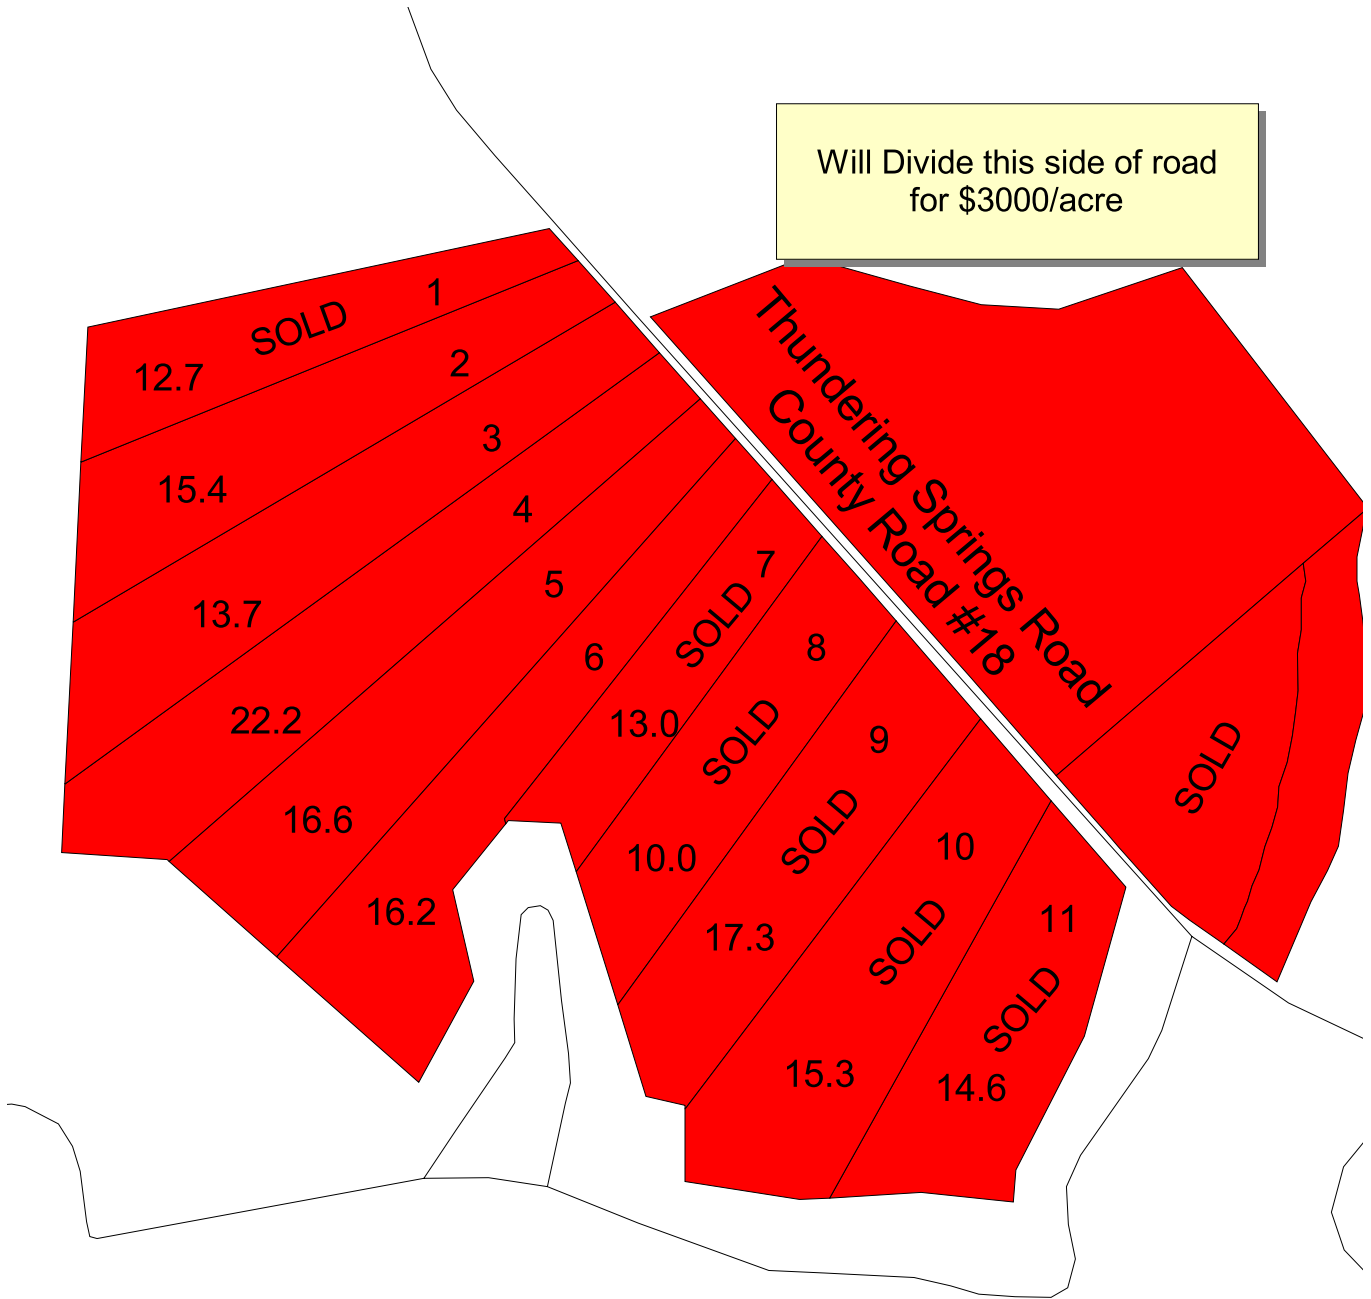 Will Divide this side of road
for $3000/acre
Thundering Springs Road
County Road #18
1
SOLD
12.7
2
15.4
3
13.7
4
22.2
5
16.6
6
16.2
7
SOLD
13.0
8
SOLD
10.0
9
SOLD
17.3
10
SOLD
15.3
11
SOLD
14.6
SOLD